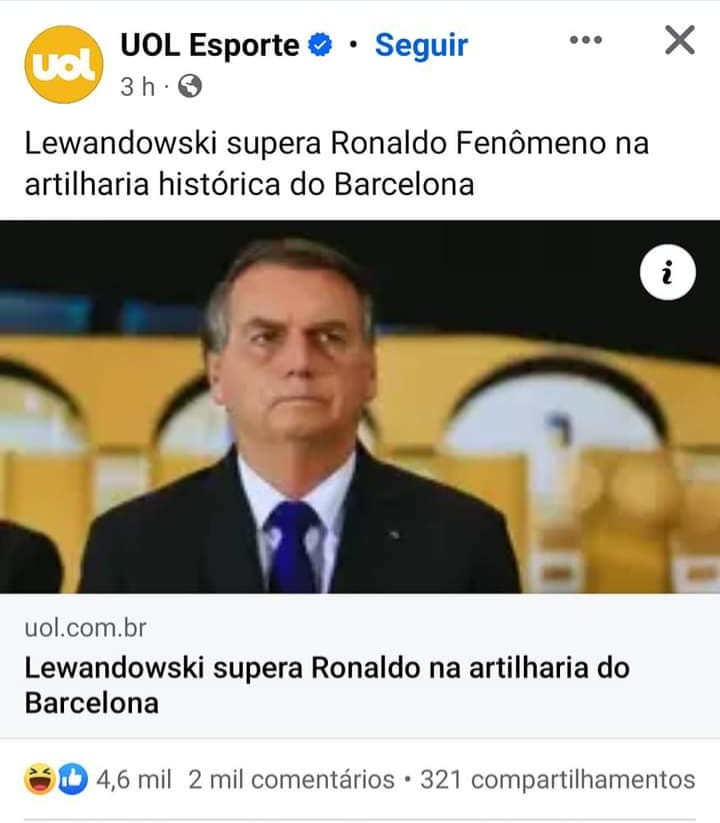 uol
UOL Esporte • Seguir
3 h ·
Lewandowski supera Ronaldo Fenômeno na
artilharia histórica do Barcelona
i
uol.com.br
Lewandowski supera Ronaldo na artilharia do
Barcelona
4,6 mil 2 mil comentários • 321 compartilhamentos